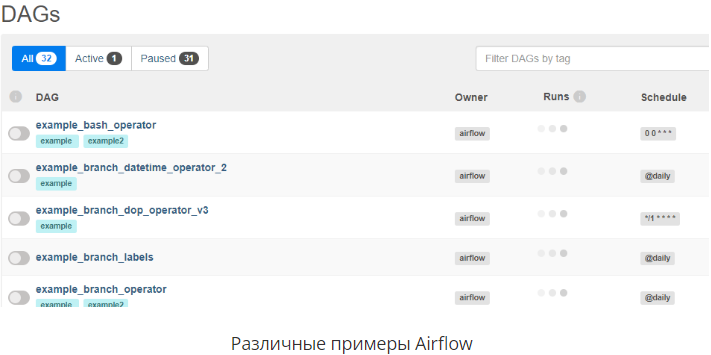 DAGs
All 32 Active 1 Paused 31 Filter DAGs by tag
i DAG Owner Runs i Schedule
example_bash_operator
example example2 airflow 0 0 * * *
example_branch_datetime_operator_2
example airflow @daily
example_branch_dop_operator_v3
example airflow */1 * * * *
example_branch_labels airflow @daily
example_branch_operator
example example2 airflow @daily
Различные примеры Airflow